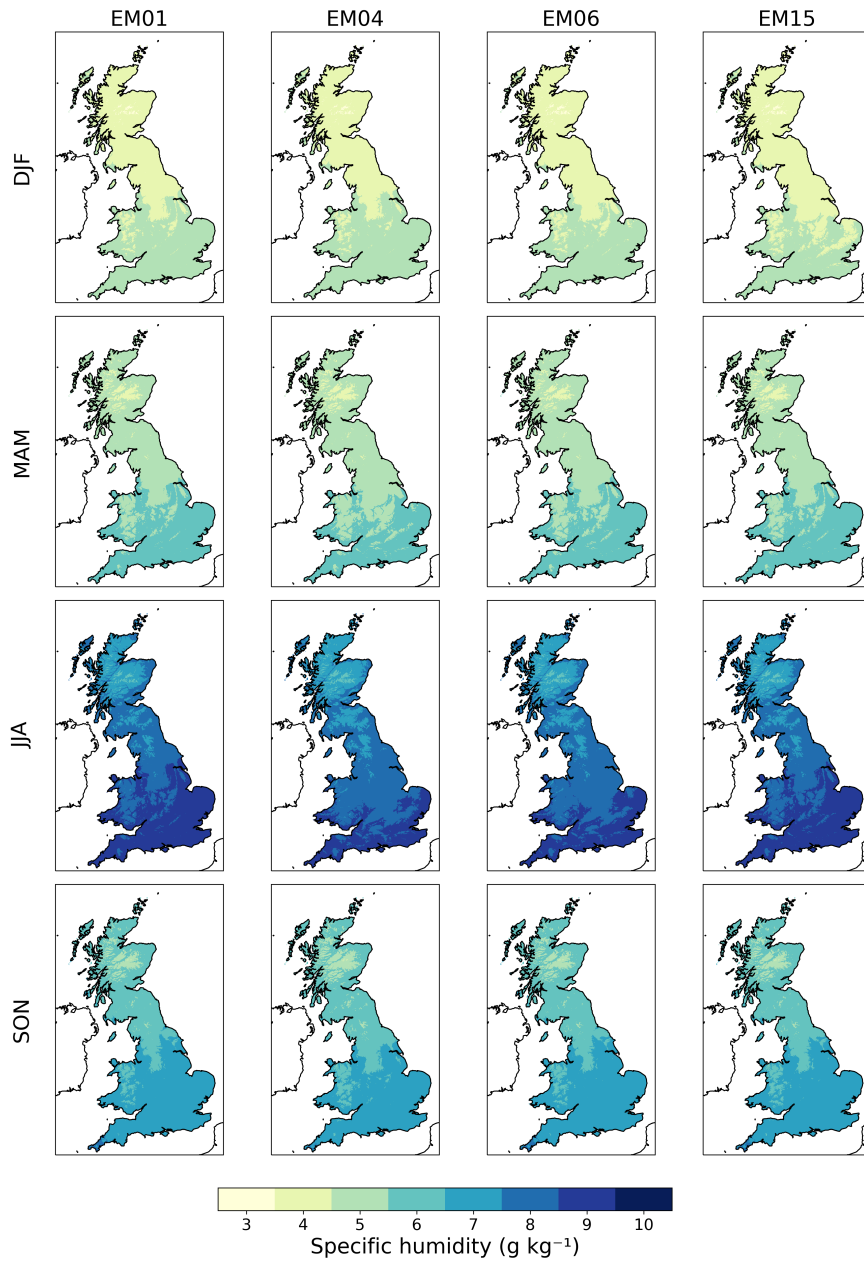 EM01 EM04 EM06 EM15
DJF
MAM
JJA
SON
3 4 5 6 7 8 9 10
Specific humidity (g kg⁻¹)